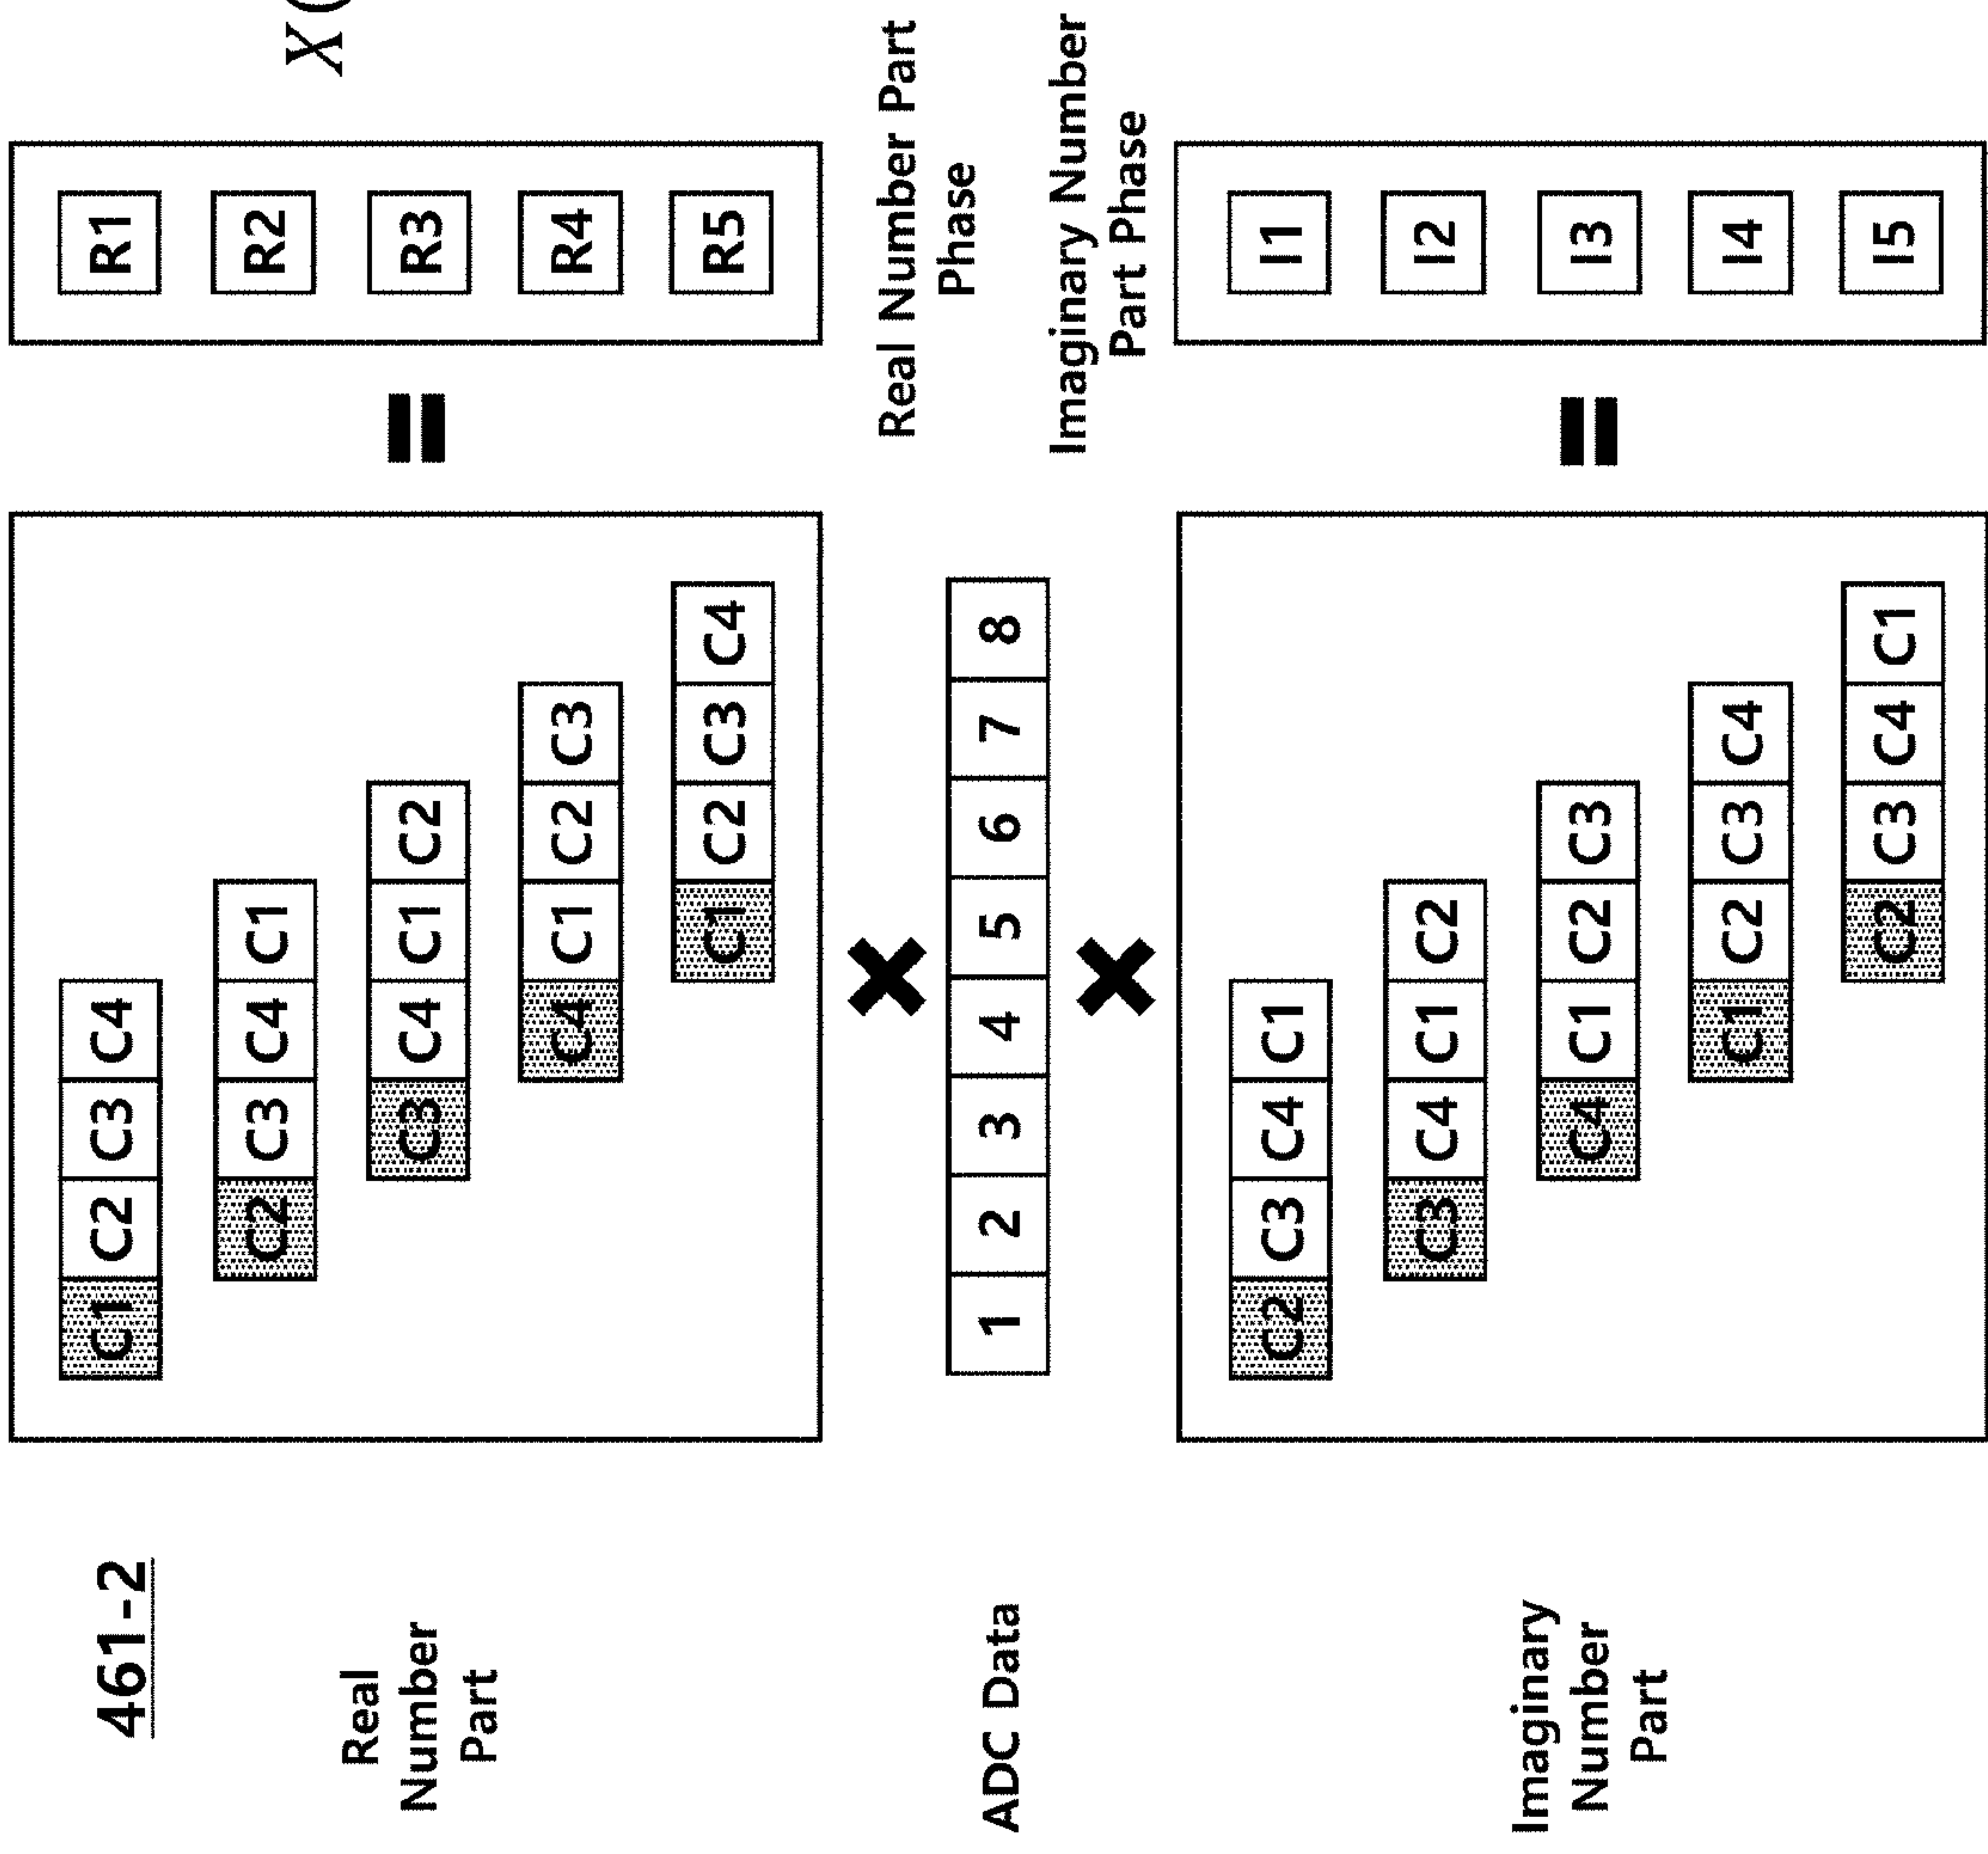 461-2
Real
Number
Part
C1 C2 C3 C4
C2 C3 C4 C1
C3 C4 C1 C2
C4 C1 C2 C3
C1 C2 C3 C4
=
R1
R2
R3
R4
R5
X(
Real Number Part
Phase
×
ADC Data
1 2 3 4 5 6 7 8
×
Imaginary Number
Part Phase
Imaginary
Number
Part
C2 C3 C4 C1
C3 C4 C1 C2
C4 C1 C2 C3
C1 C2 C3 C4
C2 C3 C4 C1
=
I1
I2
I3
I4
I5